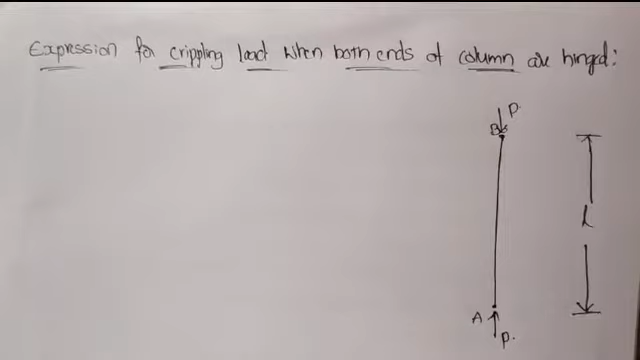 Expression for crippling load when both ends of column are hinged:
P.
B
l
A
P.